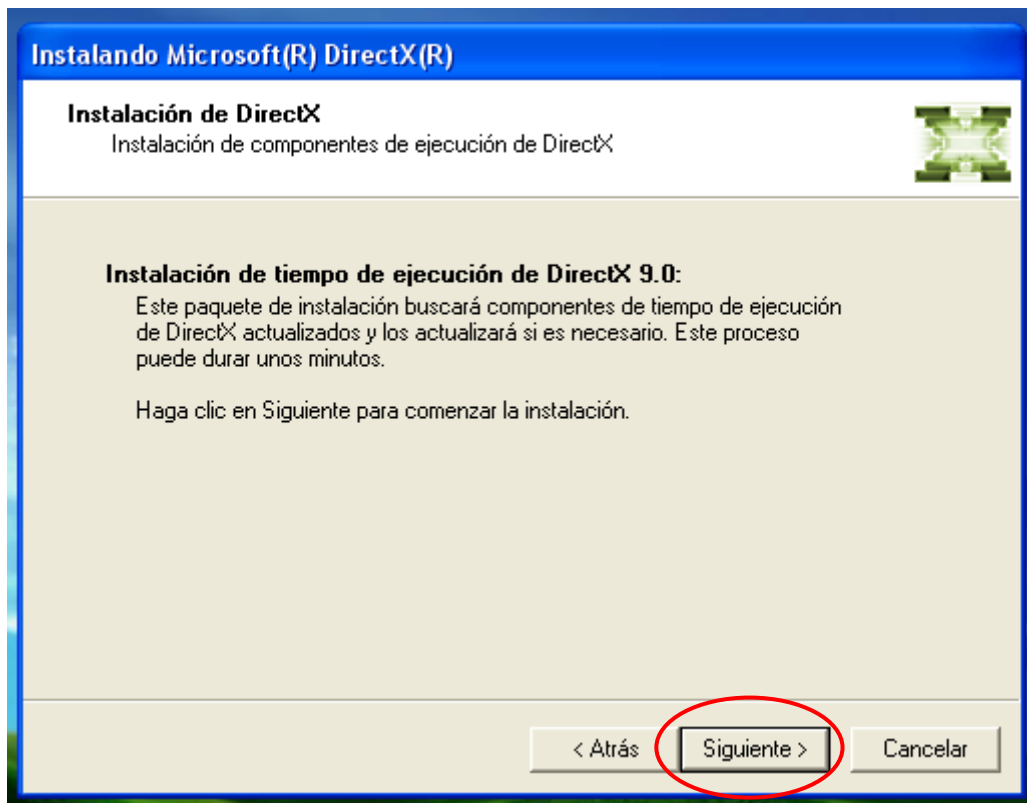 Instalando Microsoft(R) DirectX(R)
Instalación de DirectX
Instalación de componentes de ejecución de DirectX
Instalación de tiempo de ejecución de DirectX 9.0:
Este paquete de instalación buscará componentes de tiempo de ejecución
de DirectX actualizados y los actualizará si es necesario. Este proceso
puede durar unos minutos.
Haga clic en Siguiente para comenzar la instalación.
< Atrás
Siguiente >
Cancelar